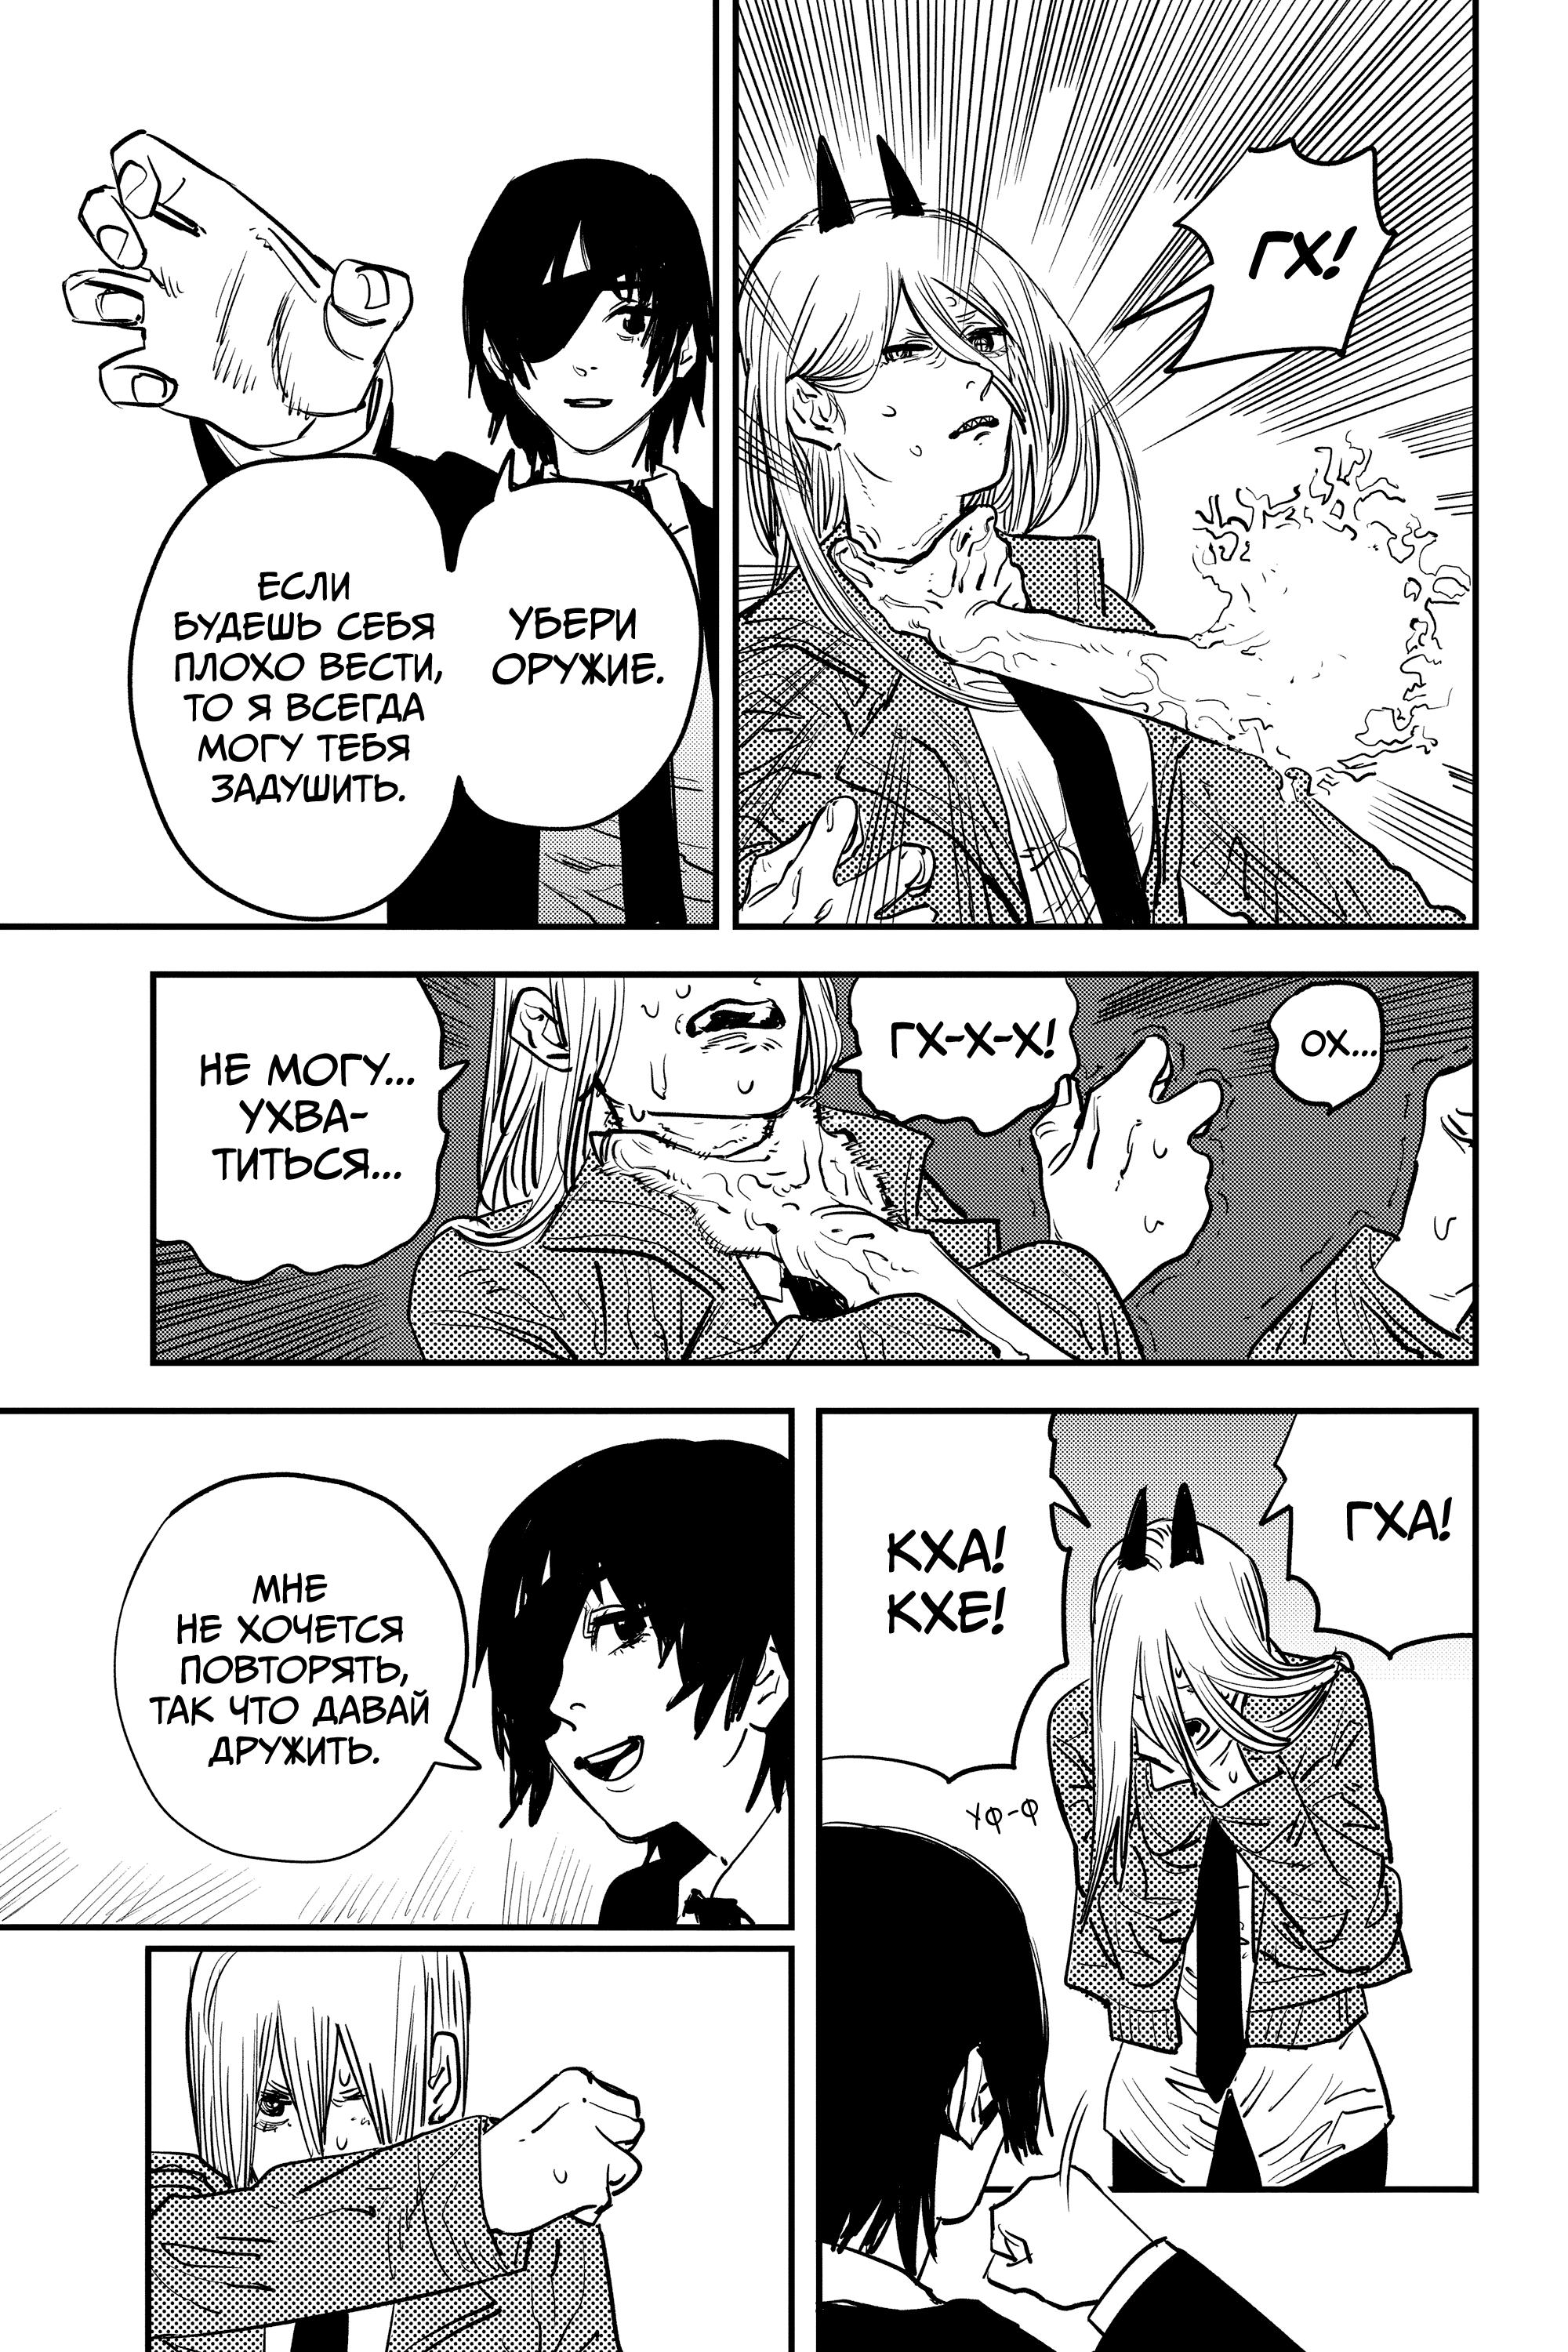 ГХ!
УБЕРИ
ОРУЖИЕ.
ЕСЛИ
БУДЕШЬ СЕБЯ
ПЛОХО ВЕСТИ,
ТО Я ВСЕГДА
МОГУ ТЕБЯ
ЗАДУШИТЬ.
ОХ...
ГХ-Х-Х!
НЕ МОГУ...
УХВА-
ТИТЬСЯ...
ГХА!
КХА!
КХЕ!
УФ-Ф
МНЕ
НЕ ХОЧЕТСЯ
ПОВТОРЯТЬ,
ТАК ЧТО ДАВАЙ
ДРУЖИТЬ.